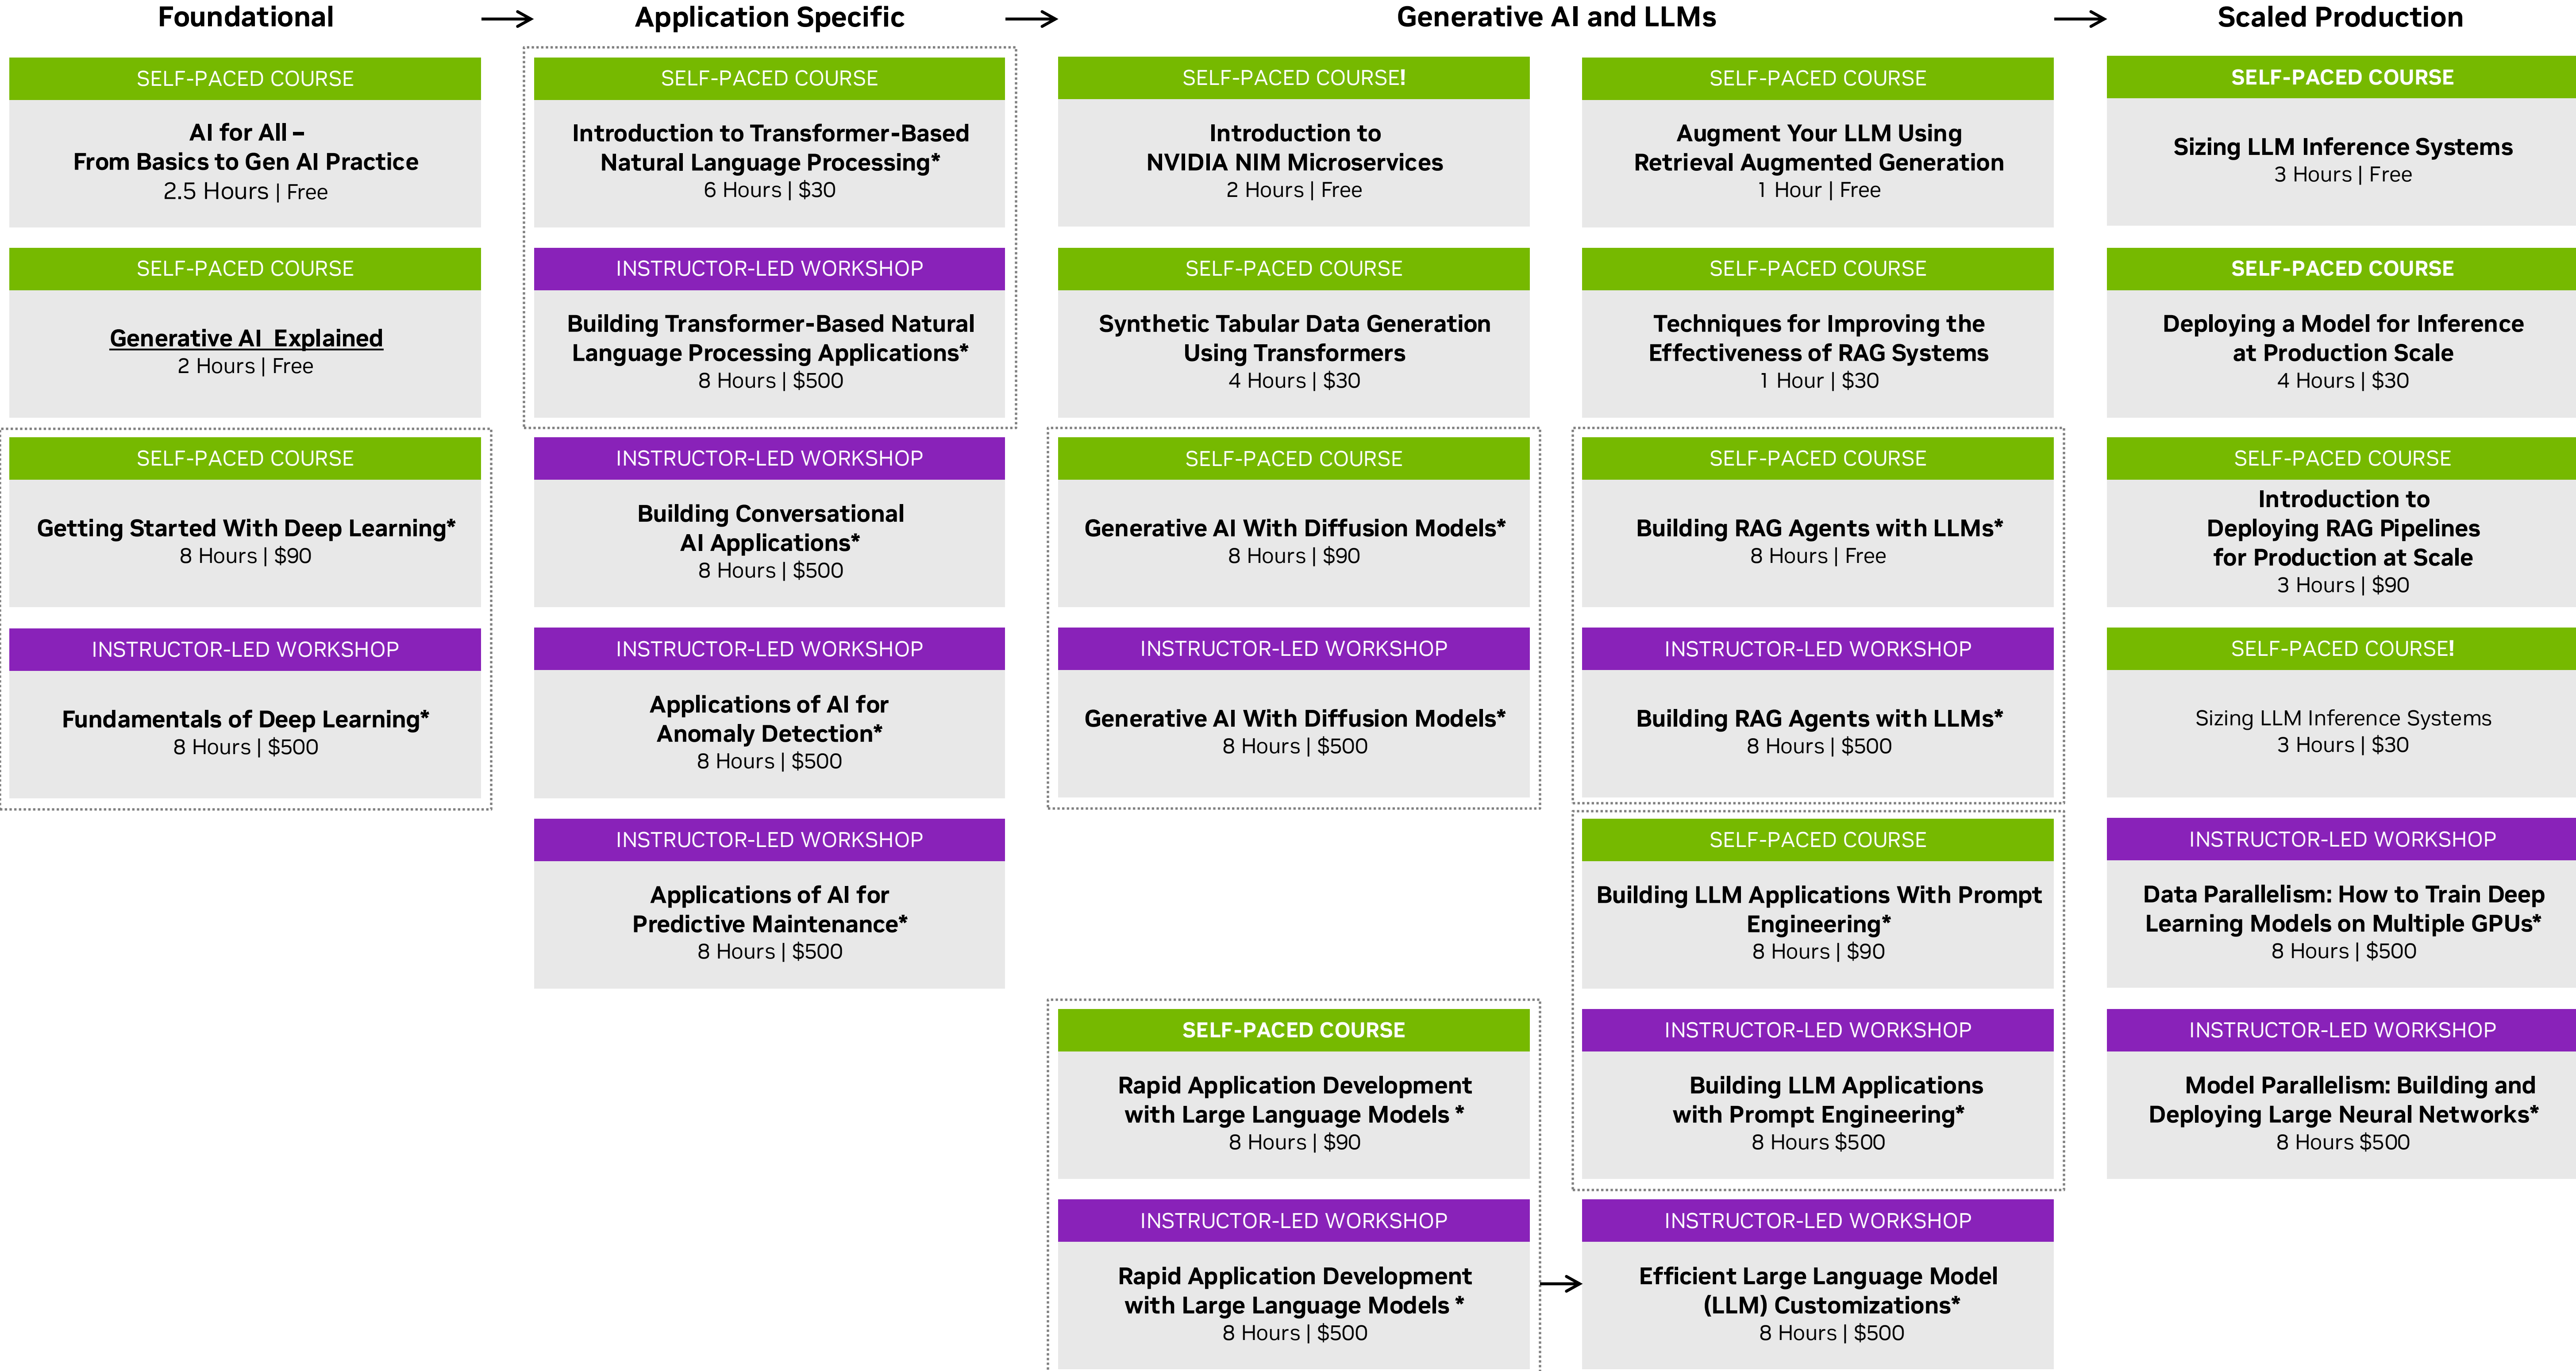 Foundational
Application Specific
Generative AI and LLMs
Scaled Production
SELF-PACED COURSE
AI for All –
From Basics to Gen AI Practice
2.5 Hours | Free
SELF-PACED COURSE
Generative AI  Explained
2 Hours | Free
SELF-PACED COURSE
Getting Started With Deep Learning*
8 Hours | $90
INSTRUCTOR-LED WORKSHOP
Fundamentals of Deep Learning*
8 Hours | $500
SELF-PACED COURSE
Introduction to Transformer-Based
Natural Language Processing*
6 Hours | $30
INSTRUCTOR-LED WORKSHOP
Building Transformer-Based Natural
Language Processing Applications*
8 Hours | $500
INSTRUCTOR-LED WORKSHOP
Building Conversational
AI Applications*
8 Hours | $500
INSTRUCTOR-LED WORKSHOP
Applications of AI for
Anomaly Detection*
8 Hours | $500
INSTRUCTOR-LED WORKSHOP
Applications of AI for
Predictive Maintenance*
8 Hours | $500
SELF-PACED COURSE!
Introduction to
NVIDIA NIM Microservices
2 Hours | Free
SELF-PACED COURSE
Synthetic Tabular Data Generation
Using Transformers
4 Hours | $30
SELF-PACED COURSE
Generative AI With Diffusion Models*
8 Hours | $90
INSTRUCTOR-LED WORKSHOP
Generative AI With Diffusion Models*
8 Hours | $500
SELF-PACED COURSE
Rapid Application Development
with Large Language Models *
8 Hours | $90
INSTRUCTOR-LED WORKSHOP
Rapid Application Development
with Large Language Models *
8 Hours | $500
SELF-PACED COURSE
Augment Your LLM Using
Retrieval Augmented Generation
1 Hour | Free
SELF-PACED COURSE
Techniques for Improving the
Effectiveness of RAG Systems
1 Hour | $30
SELF-PACED COURSE
Building RAG Agents with LLMs*
8 Hours | Free
INSTRUCTOR-LED WORKSHOP
Building RAG Agents with LLMs*
8 Hours | $500
SELF-PACED COURSE
Building LLM Applications With Prompt
Engineering*
8 Hours | $90
INSTRUCTOR-LED WORKSHOP
Building LLM Applications
with Prompt Engineering*
8 Hours $500
INSTRUCTOR-LED WORKSHOP
Efficient Large Language Model
(LLM) Customizations*
8 Hours | $500
SELF-PACED COURSE
Sizing LLM Inference Systems
3 Hours | Free
SELF-PACED COURSE
Deploying a Model for Inference
at Production Scale
4 Hours | $30
SELF-PACED COURSE
Introduction to
Deploying RAG Pipelines
for Production at Scale
3 Hours | $90
SELF-PACED COURSE!
Sizing LLM Inference Systems
3 Hours | $30
INSTRUCTOR-LED WORKSHOP
Data Parallelism: How to Train Deep
Learning Models on Multiple GPUs*
8 Hours | $500
INSTRUCTOR-LED WORKSHOP
Model Parallelism: Building and
Deploying Large Neural Networks*
8 Hours $500